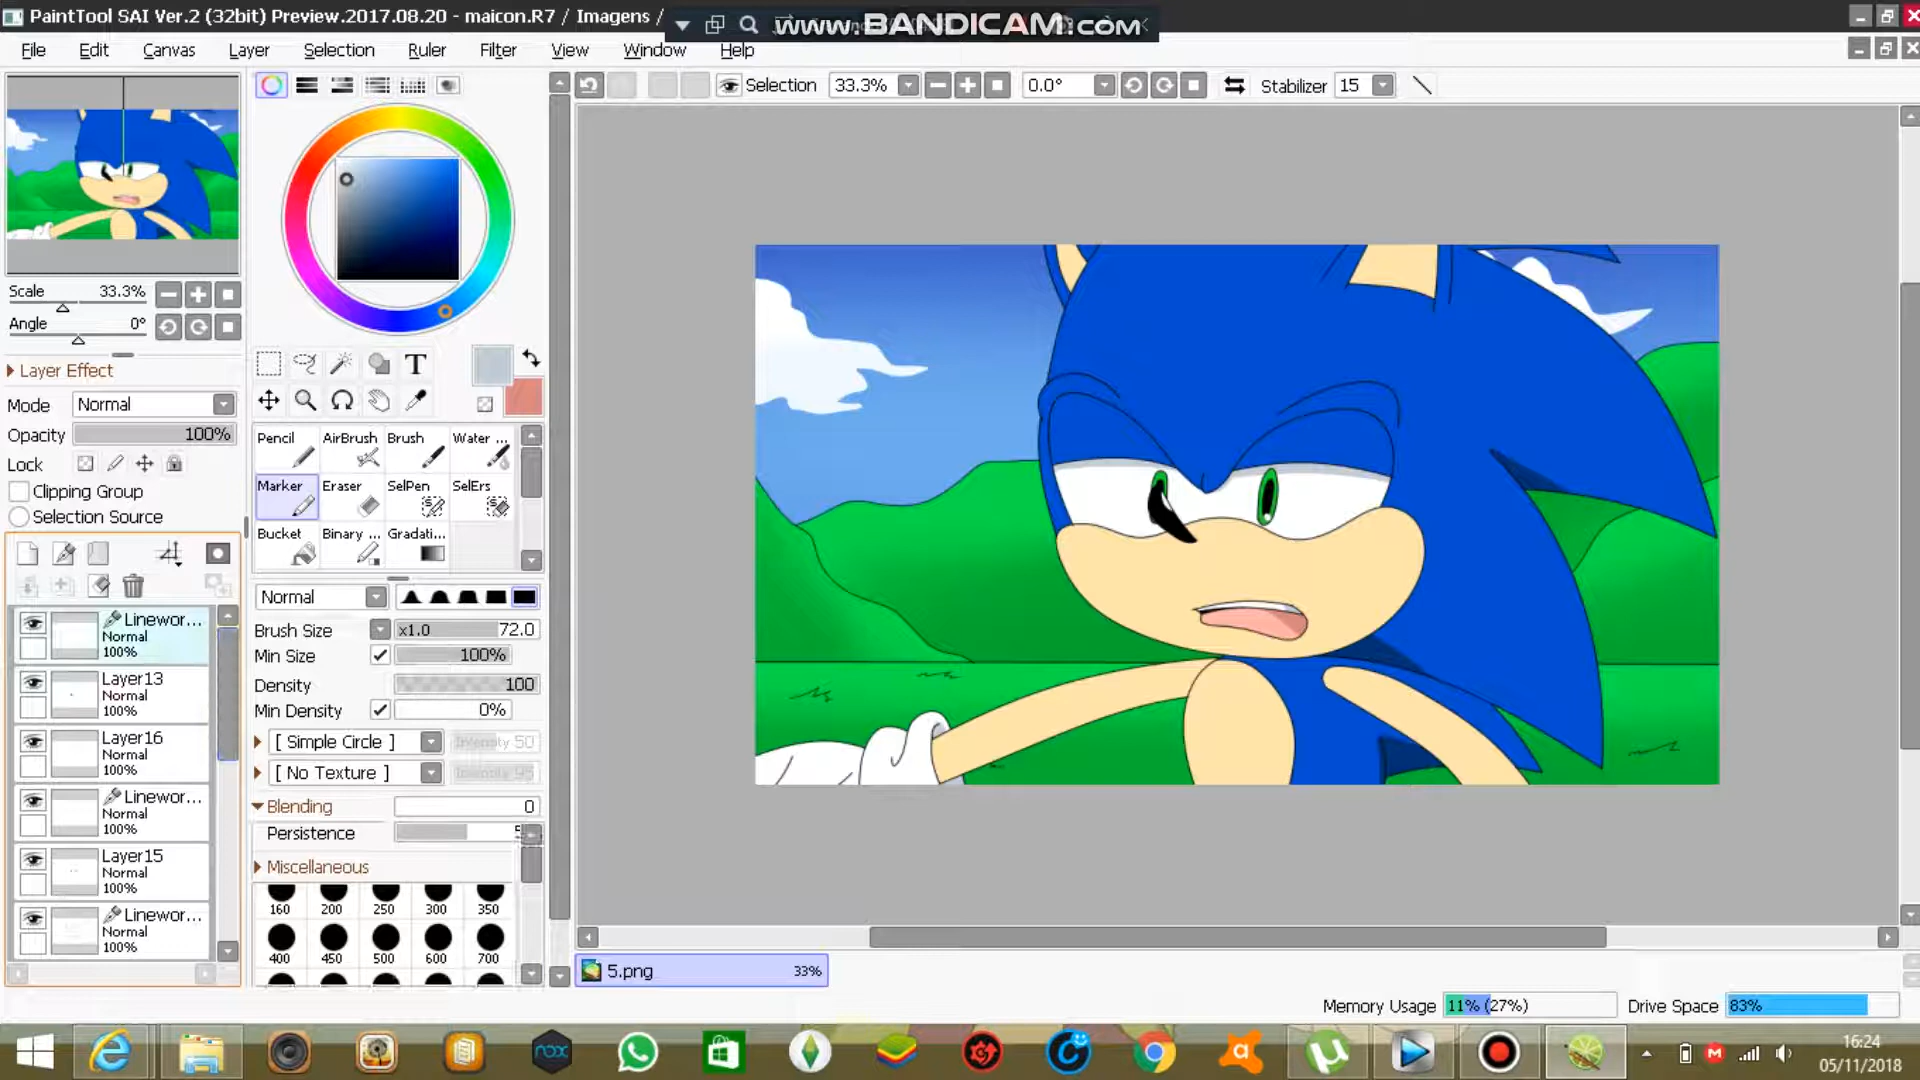 PaintTool SAI Ver.2 (32bit) Preview.2017.08.20 - maicon.R7 / Imagens /
www.BANDICAM.com
File Edit Canvas Layer Selection Ruler Filter View Window Help
Selection 33.3% 0.0° Stabilizer 15
Scale 33.3%
Angle 0°
Layer Effect
Mode Normal
Opacity 100%
Lock
Clipping Group
Selection Source
Linewor...
Normal
100%
Layer13
Normal
100%
Layer16
Normal
100%
Linewor...
Normal
100%
Layer15
Normal
100%
Linewor...
Normal
100%
T
Pencil AirBrush Brush Water ...
Marker Eraser SelPen SelErs
Bucket Binary ... Gradati...
Normal
Brush Size x1.0 72.0
Min Size 100%
Density 100
Min Density 0%
[ Simple Circle ] Intensity 50
[ No Texture ] Intensity 95
Blending 0
Persistence
Miscellaneous
160 200 250 300 350
400 450 500 600 700
5.png 33%
Memory Usage 11% (27%) Drive Space 83%
nox
16:24
05/11/2018